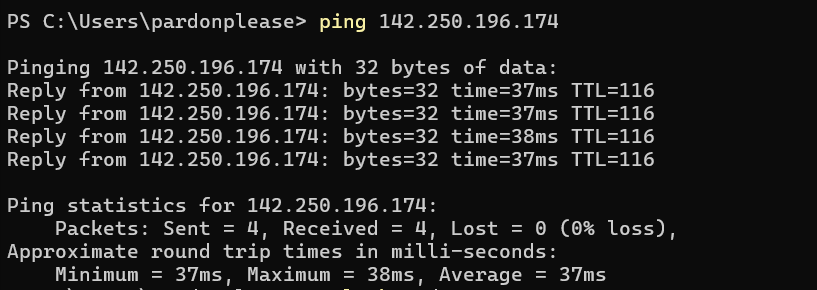 PS C:\Users\pardonplease> ping 142.250.196.174
Pinging 142.250.196.174 with 32 bytes of data:
Reply from 142.250.196.174: bytes=32 time=37ms TTL=116
Reply from 142.250.196.174: bytes=32 time=37ms TTL=116
Reply from 142.250.196.174: bytes=32 time=38ms TTL=116
Reply from 142.250.196.174: bytes=32 time=37ms TTL=116
Ping statistics for 142.250.196.174:
    Packets: Sent = 4, Received = 4, Lost = 0 (0% loss),
Approximate round trip times in milli-seconds:
    Minimum = 37ms, Maximum = 38ms, Average = 37ms